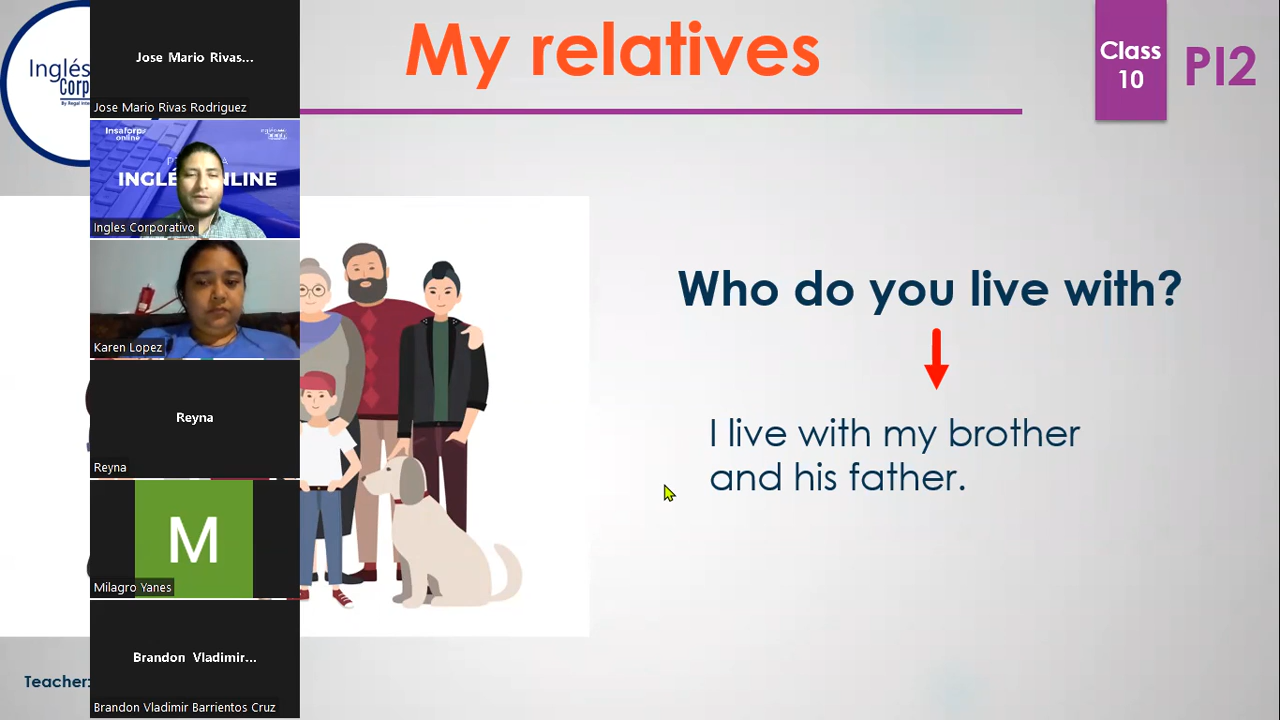 My relatives
Class
10
PI2
Inglés
Corp
Jose Mario Rivas...
Jose Mario Rivas Rodriguez
Insaforp
online
INGLÉ
NLINE
Ingles Corporativo
Karen Lopez
Reyna
Reyna
M
Milagro Yanes
Brandon Vladimir...
Brandon Vladimir Barrientos Cruz
Who do you live with?
I live with my brother
and his father.
Teacher: